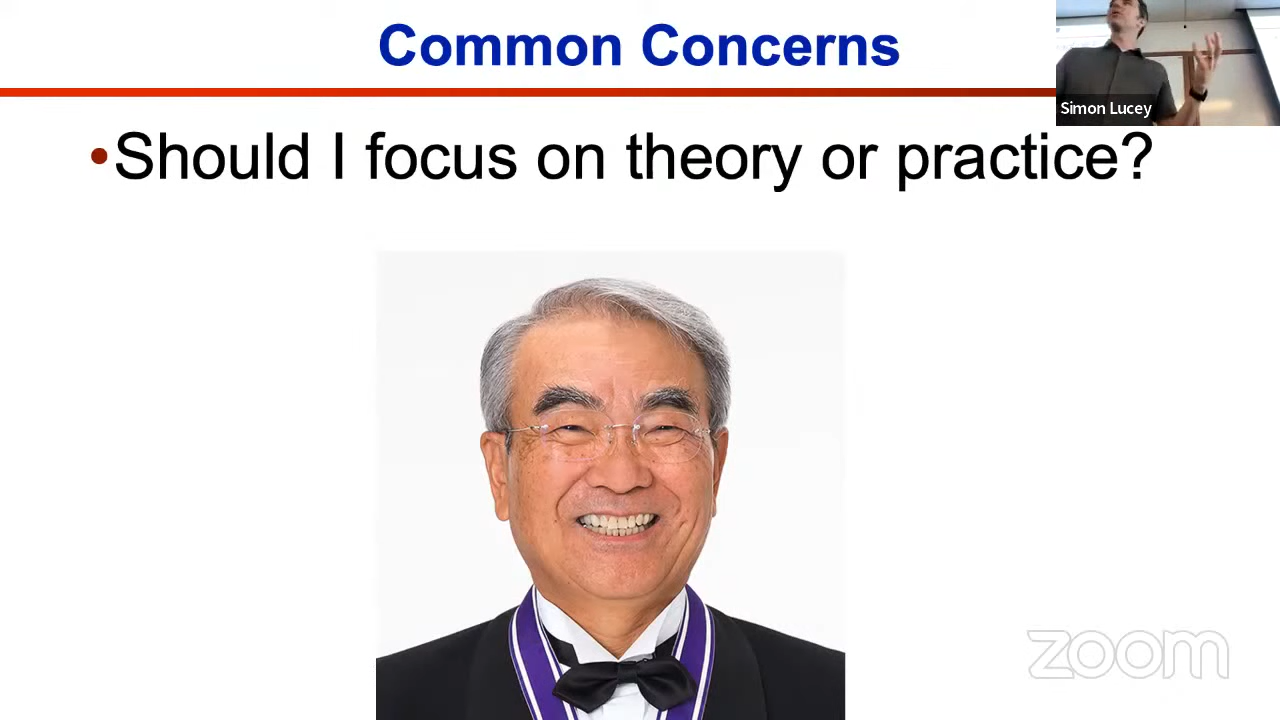 Common Concerns
Simon Lucey
•Should I focus on theory or practice?
zoom